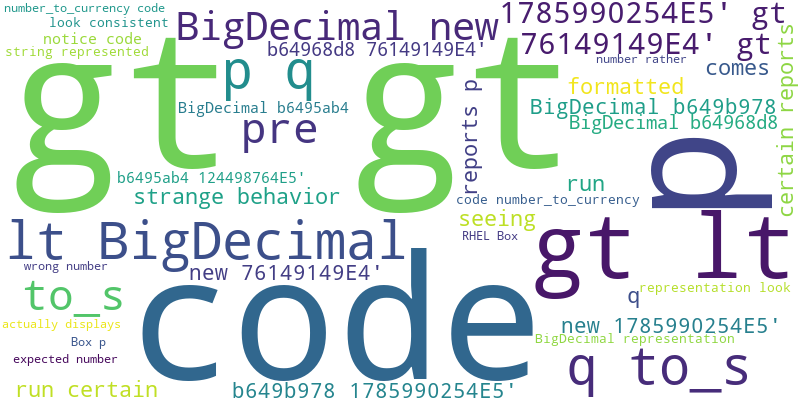 number_to_currency code
look consistent
notice code
string represented
BigDecimal new
1785990254E5' gt
b64968d8 76149149E4'
76149149E4' gt
number rather
comes
gt gt
p q
formatted
BigDecimal b6495ab4
BigDecimal b649b978
BigDecimal b64968d8
pre
reports p
certain reports
p
b6495ab4 124498764E5'
run
strange behavior
code number_to_currency
seeing
RHEL Box
lt BigDecimal
gt lt
wrong number
new 76149149E4'
code
to_s
q
representation look
actually displays
new 1785990254E5'
Box p
BigDecimal representation
expected number
q to_s
run certain
b649b978 1785990254E5'